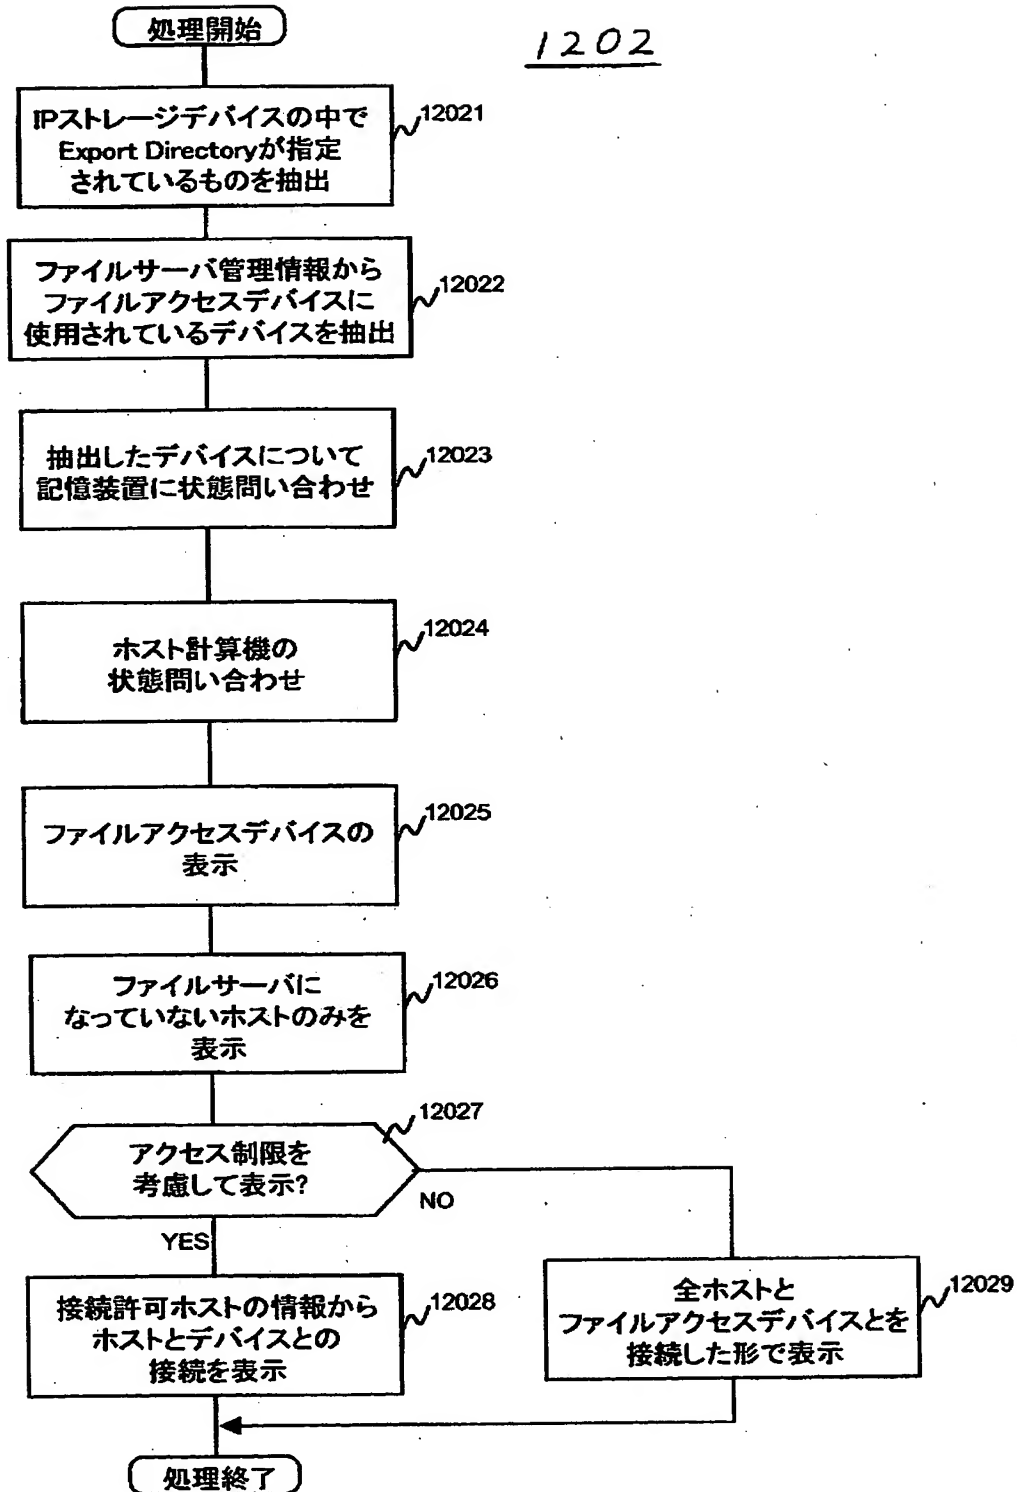 処理開始
1202
IPストレージデバイスの中で
Export Directoryが指定
されているものを抽出
12021
ファイルサーバ管理情報から
ファイルアクセスデバイスに
使用されているデバイスを抽出
12022
抽出したデバイスについて
記憶装置に状態問い合わせ
12023
ホスト計算機の
状態問い合わせ
12024
ファイルアクセスデバイスの
表示
12025
ファイルサーバに
なっていないホストのみを
表示
12026
アクセス制限を
考慮して表示?
12027
NO
YES
接続許可ホストの情報から
ホストとデバイスとの
接続を表示
12028
全ホストと
ファイルアクセスデバイスとを
接続した形で表示
12029
処理終了